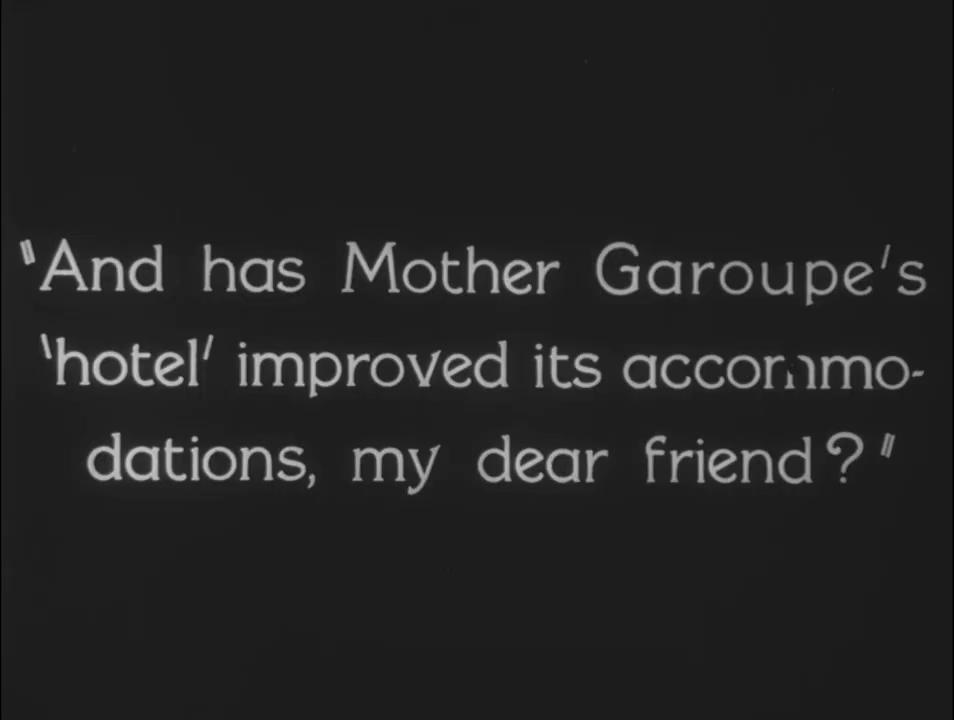 "And has Mother Garoupe's
'hotel' improved its accommo-
dations, my dear friend?"